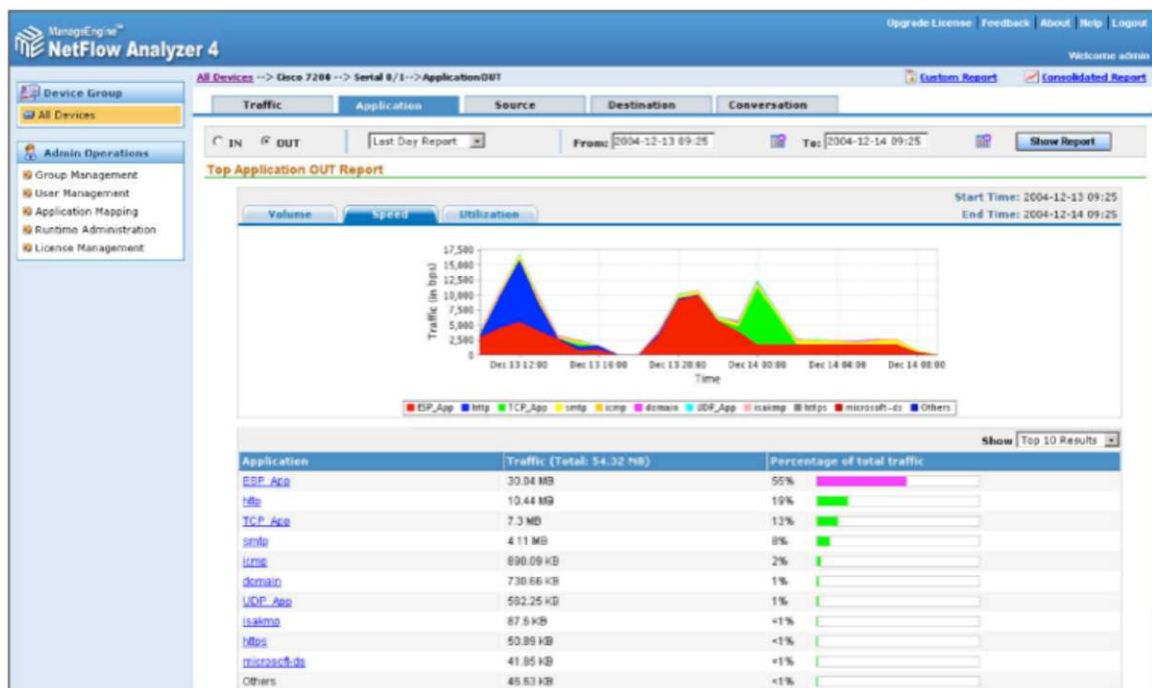 Upgrade License | Feedback | About | Help | Logout
ManageEngine™
NetFlow Analyzer 4
Welcome admin
All Devices --> Cisco 7200 --> Serial 0/1-->ApplicationOUT
Custom Report
Consolidated Report
Device Group
All Devices
Admin Operations
Group Management
User Management
Application Mapping
Runtime Administration
License Management
Traffic Application Source Destination Conversation
IN OUT Last Day Report From: 2004-12-13 09:25 To: 2004-12-14 09:25 Show Report
Top Application OUT Report
Start Time: 2004-12-13 09:25
End Time: 2004-12-14 09:25
Volume Speed Utilization
17,500
15,000
12,500
10,000
7,500
5,000
2,500
0
Traffic (in bps)
Dec 13 12:00 Dec 13 16:00 Dec 13 20:00 Dec 14 00:00 Dec 14 04:00 Dec 14 08:00
Time
ESP_App http TCP_App smtp icmp domain UDP_App isakmp https microsoft-ds Others
Show Top 10 Results
Application Traffic (Total: 54.32 MB) Percentage of total traffic
ESP_App 30.04 MB 55%
http 10.44 MB 19%
TCP_App 7.3 MB 13%
smtp 4.11 MB 8%
icmp 890.09 KB 2%
domain 730.66 KB 1%
UDP_App 582.25 KB 1%
isakmp 87.6 KB <1%
https 50.89 KB <1%
microsoft-ds 41.85 KB <1%
Others 46.63 KB <1%